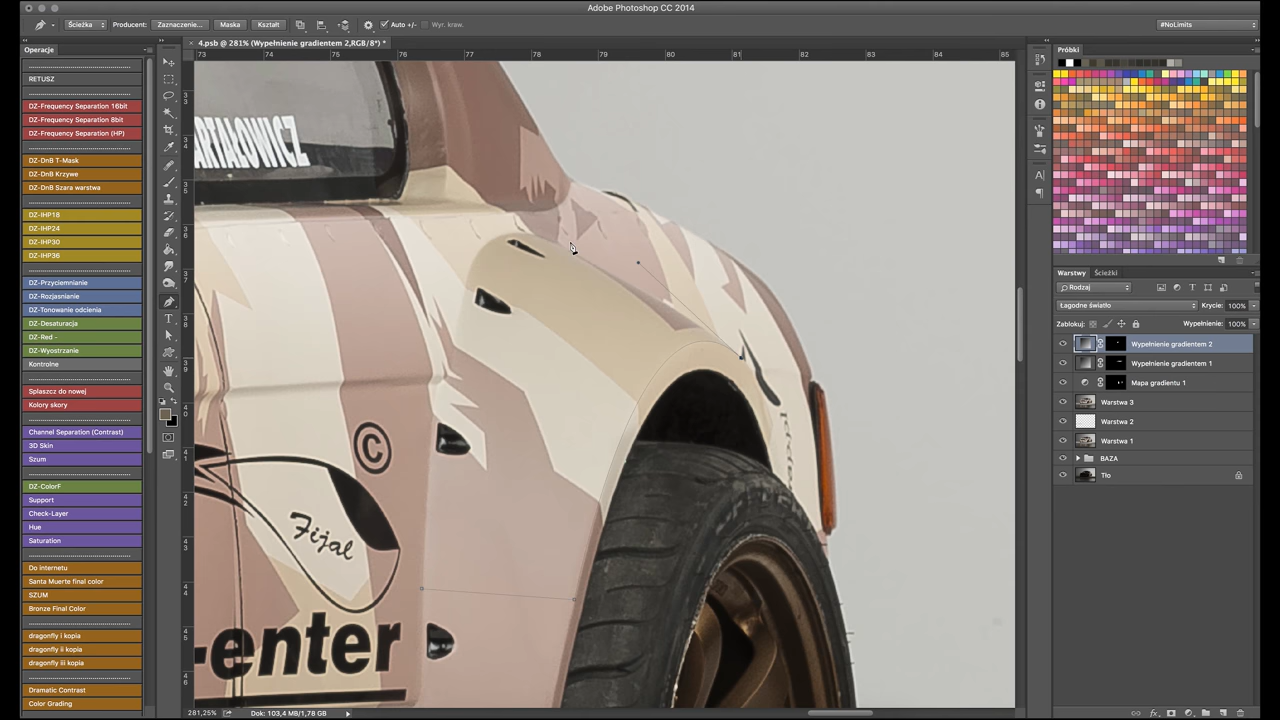 Adobe Photoshop CC 2014
Ścieżka
Producent:
Zaznaczenie...
Maska
Kształt
Auto +/-
Wyr. kraw.
#NoLimits
Operacje
4.psb @ 281% (Wypełnienie gradientem 2,RGB/8*) *
Próbki
73 74 75 76 77 78 79 80 81 82 83 84 85
RETUSZ
DZ-Frequency Separation 16bit
DZ-Frequency Separation 8bit
DZ-Frequency Separation (HP)
DZ-DnB T-Mask
DZ-DnB Krzywe
DZ-DnB Szara warstwa
DZ-IHP18
DZ-IHP24
DZ-IHP30
DZ-IHP36
DZ-Przyciemnianie
DZ-Rozjasnianie
DZ-Tonowanie odcienia
DZ-Desaturacja
DZ-Red -
DZ-Wyostrzanie
Kontrolne
Splaszcz do nowej
Kolory skory
Channel Separation (Contrast)
3D Skin
Szum
DZ-ColorF
Support
Check-Layer
Hue
Saturation
Do internetu
Santa Muerte final color
SZUM
Bronze Final Color
dragonfly i kopia
dragonfly ii kopia
dragonfly iii kopia
Dramatic Contrast
Color Grading
ARTAŁOWICZ
©
Fijal
-enter
Warstwy
Ścieżki
Rodzaj
Łagodne światło
Krycie: 100%
Zablokuj:
Wypełnienie: 100%
Wypełnienie gradientem 2
Wypełnienie gradientem 1
Mapa gradientu 1
Warstwa 3
Warstwa 2
Warstwa 1
BAZA
Tło
281,25%
Dok: 103,4 MB/1,78 GB